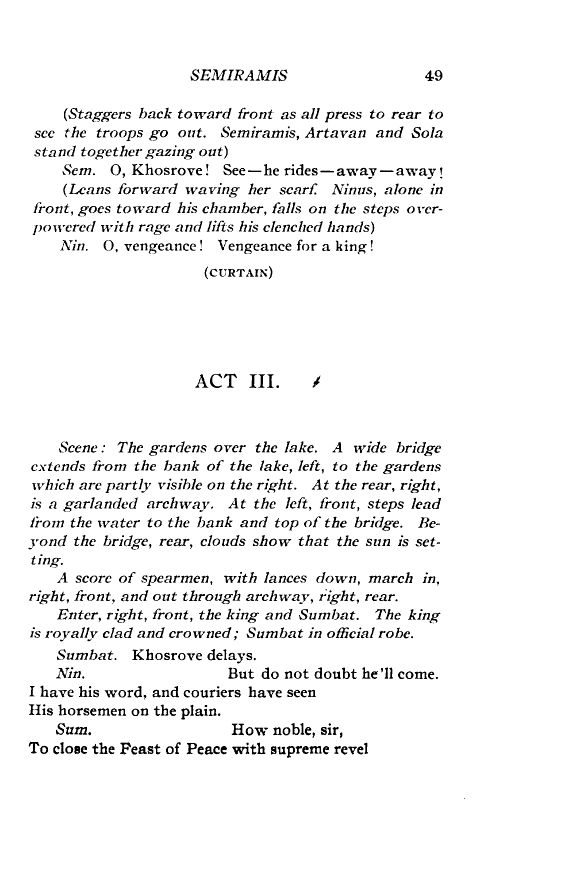 SEMIRAMIS 49
(Staggers back toward front as all press to rear to
see the troops go out. Semiramis, Artavan and Sola
stand together gazing out)
Sem. O, Khosrove! See—he rides—away—away!
(Leans forward waving her scarf. Ninus, alone in
front, goes toward his chamber, falls on the steps over-
powered with rage and lifts his clenched hands)
Nin. O, vengeance! Vengeance for a king!
(CURTAIN)
ACT III.
Scene: The gardens over the lake. A wide bridge
extends from the bank of the lake, left, to the gardens
which are partly visible on the right. At the rear, right,
is a garlanded archway. At the left, front, steps lead
from the water to the bank and top of the bridge. Be-
yond the bridge, rear, clouds show that the sun is set-
ting.
A score of spearmen, with lances down, march in,
right, front, and out through archway, right, rear.
Enter, right, front, the king and Sumbat. The king
is royally clad and crowned; Sumbat in official robe.
Sumbat. Khosrove delays.
Nin. But do not doubt he'll come.
I have his word, and couriers have seen
His horsemen on the plain.
Sum. How noble, sir,
To close the Feast of Peace with supreme revel